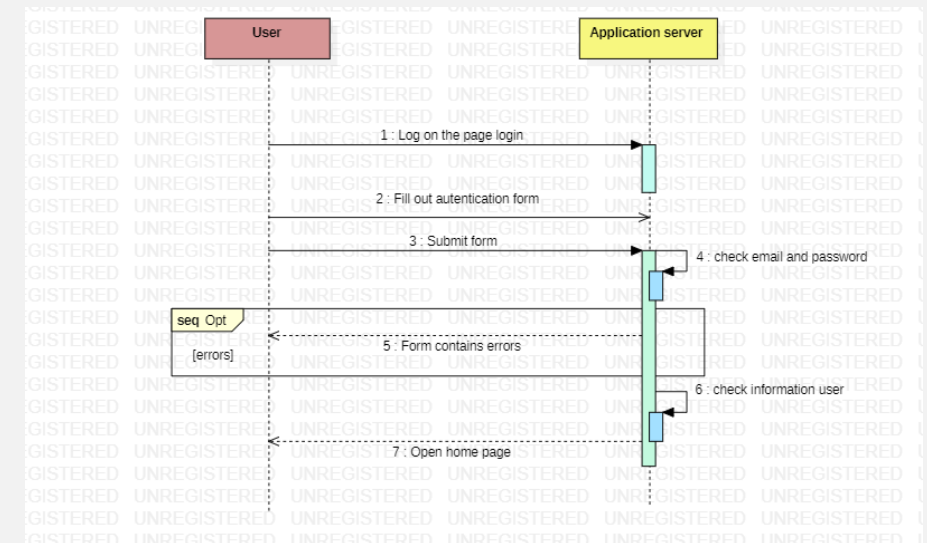 User
Application server
1 : Log on the page login
2 : Fill out autentication form
3 : Submit form
4 : check email and password
seq Opt
5 : Form contains errors
[errors]
6 : check information user
7 : Open home page
UNREGISTERED